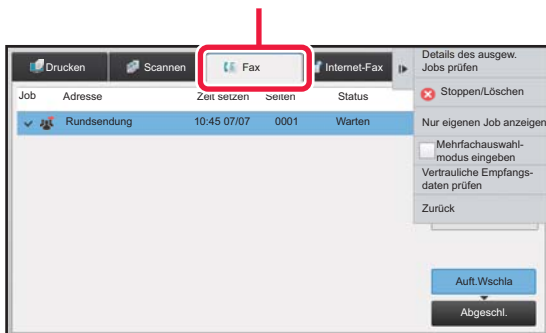 Drucken
Scannen
Fax
Internet-Fax
Job Adresse Zeit setzen Seiten Status
Rundsendung 10:45 07/07 0001 Warten
Details des ausgew.
Jobs prüfen
Stoppen/Löschen
Nur eigenen Job anzeigen
Mehrfachauswahl-
modus eingeben
Vertrauliche Empfangs-
daten prüfen
Zurück
Auft.Wschla
Abgeschl.